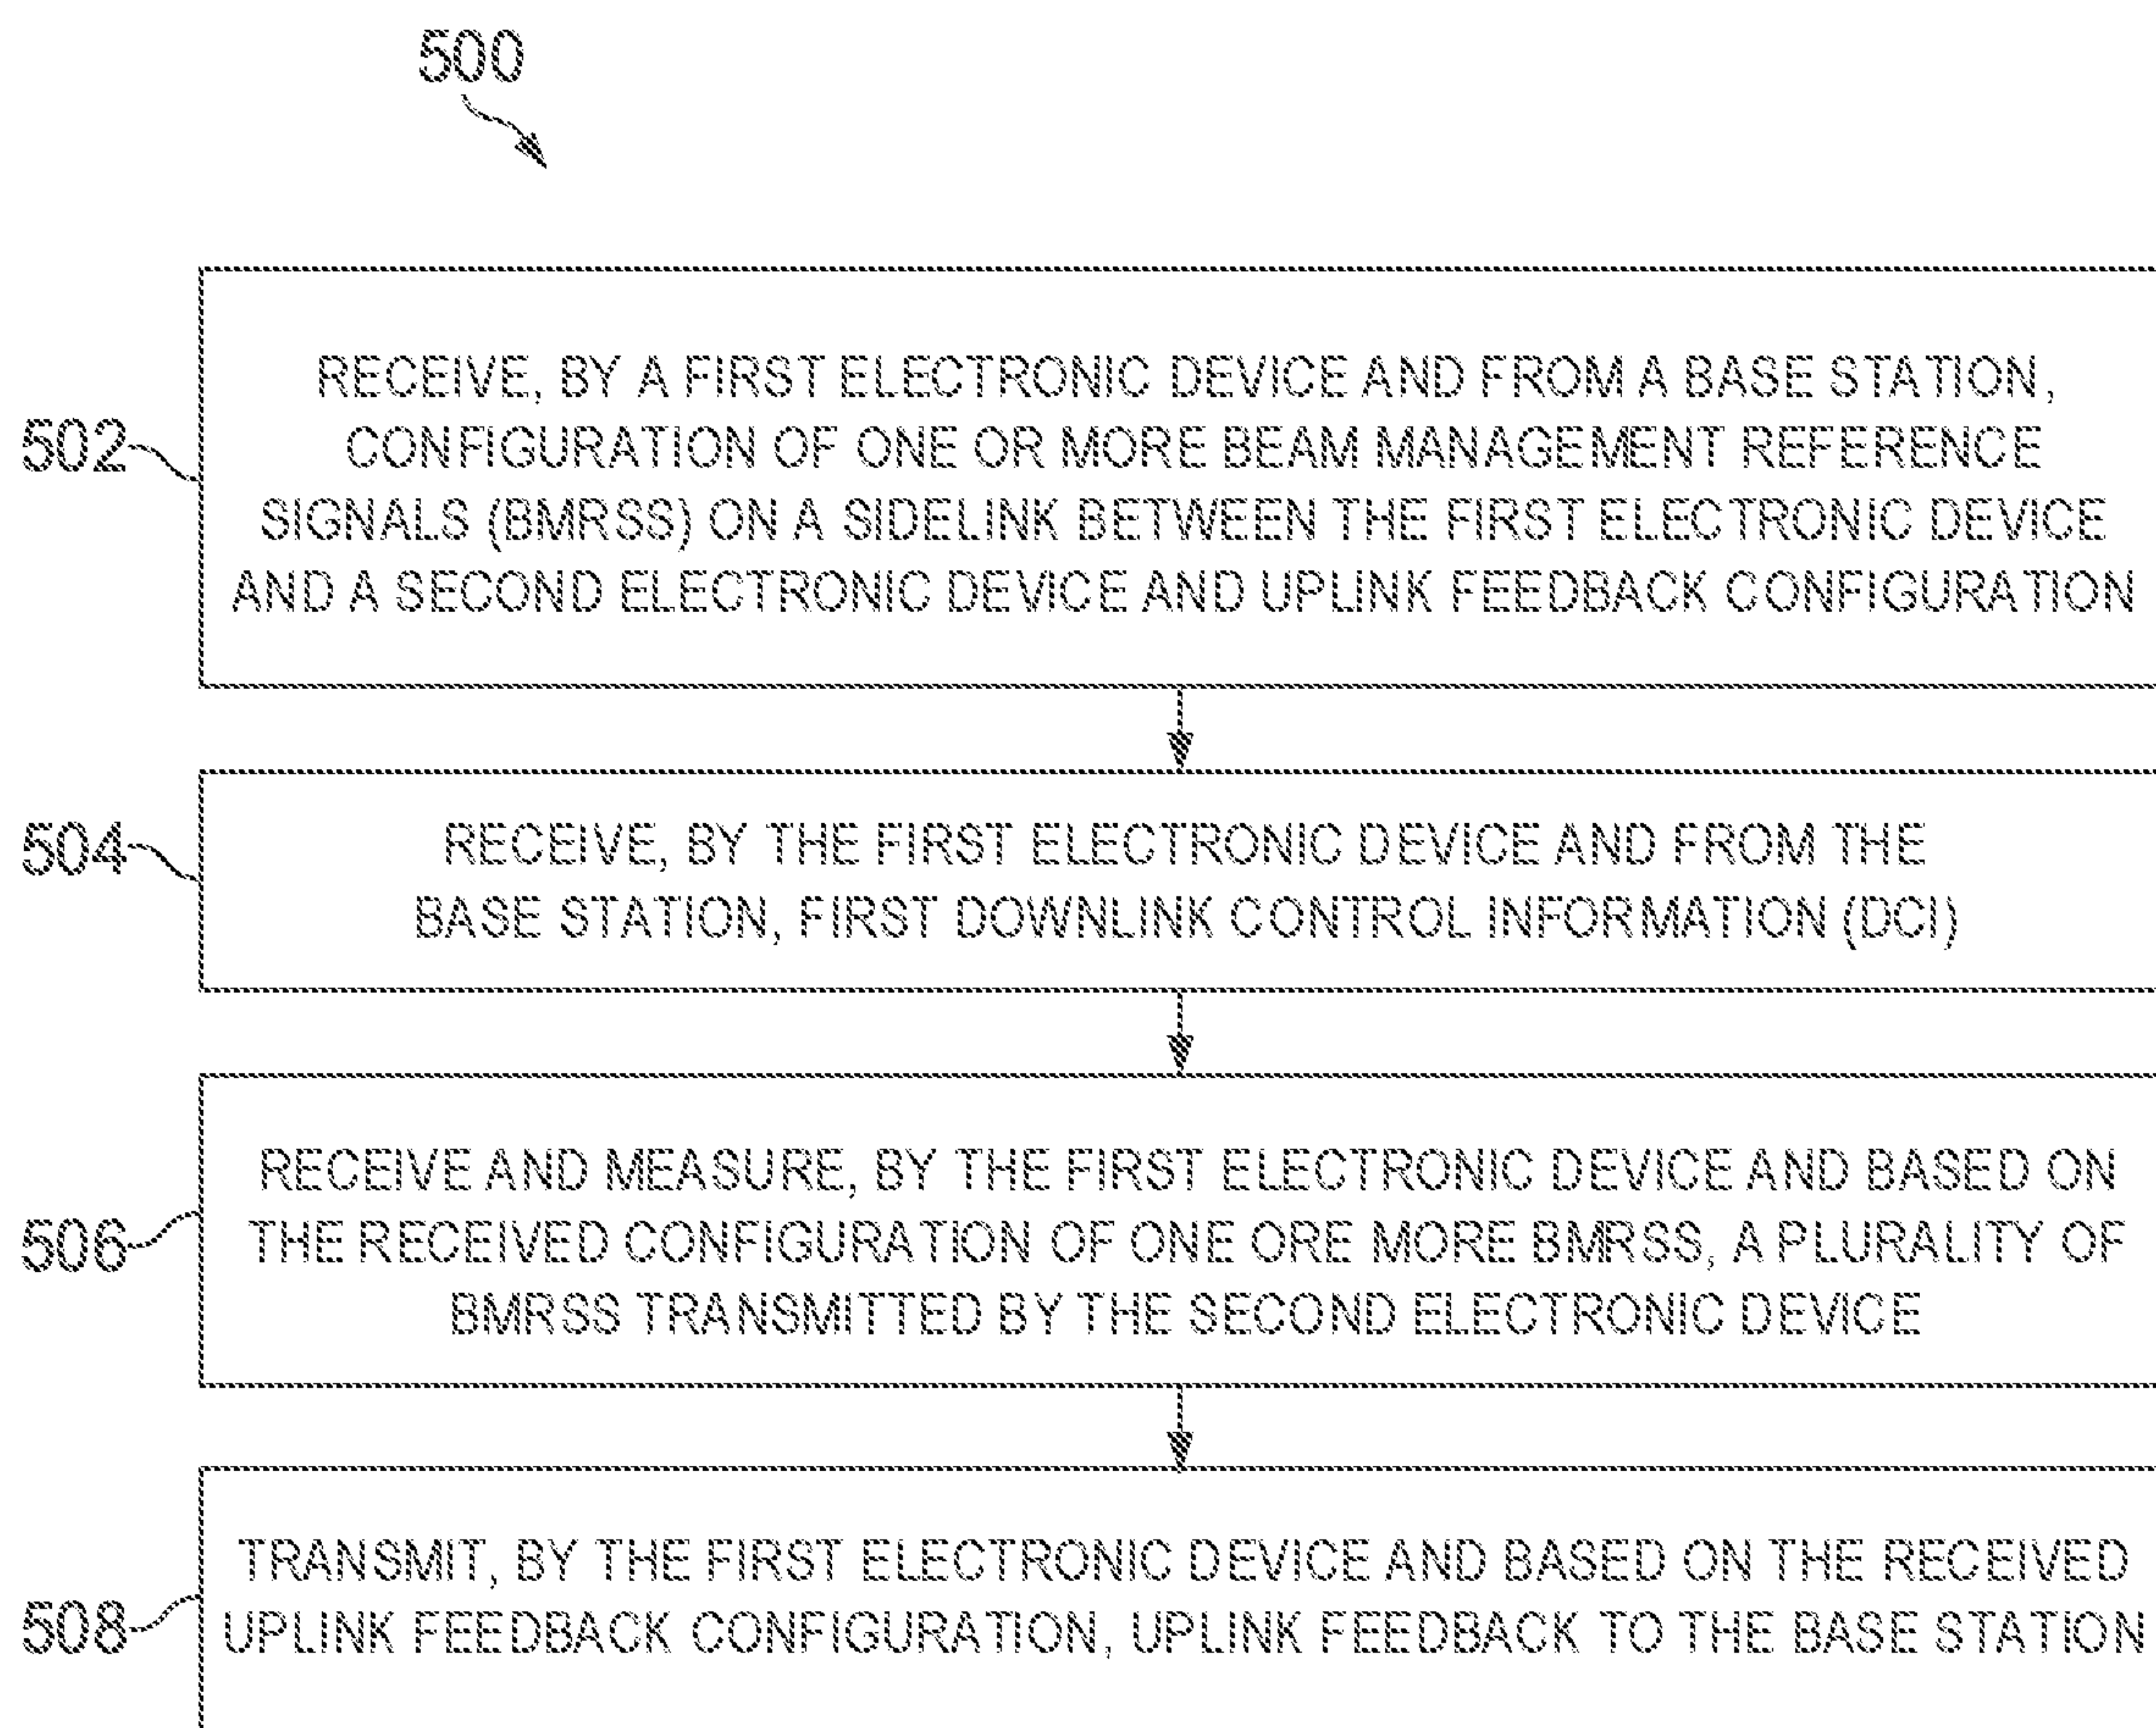 500
502
RECEIVE, BY A FIRST ELECTRONIC DEVICE AND FROM A BASE STATION,
CONFIGURATION OF ONE OR MORE BEAM MANAGEMENT REFERENCE
SIGNALS (BMRSS) ON A SIDELINK BETWEEN THE FIRST ELECTRONIC DEVICE
AND A SECOND ELECTRONIC DEVICE AND UPLINK FEEDBACK CONFIGURATION
504
RECEIVE, BY THE FIRST ELECTRONIC DEVICE AND FROM THE
BASE STATION, FIRST DOWNLINK CONTROL INFORMATION (DCI)
506
RECEIVE AND MEASURE, BY THE FIRST ELECTRONIC DEVICE AND BASED ON
THE RECEIVED CONFIGURATION OF ONE ORE MORE BMRSS, A PLURALITY OF
BMRSS TRANSMITTED BY THE SECOND ELECTRONIC DEVICE
508
TRANSMIT, BY THE FIRST ELECTRONIC DEVICE AND BASED ON THE RECEIVED
UPLINK FEEDBACK CONFIGURATION, UPLINK FEEDBACK TO THE BASE STATION